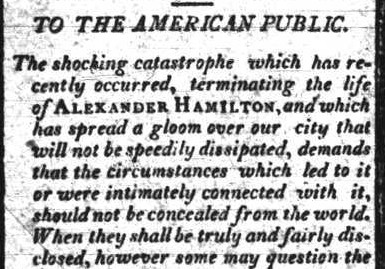 TO THE AMERICAN PUBLIC.
The shocking catastrophe which has re-
cently occurred, terminating the life
of ALEXANDER HAMILTON, and which
has spread a gloom over our city that
will not be speedily dissipated, demands
that the circumstances which led to it
or were intimately connected with it,
should not be concealed from the world.
When they shall be truly and fairly dis-
closed, however some may question the